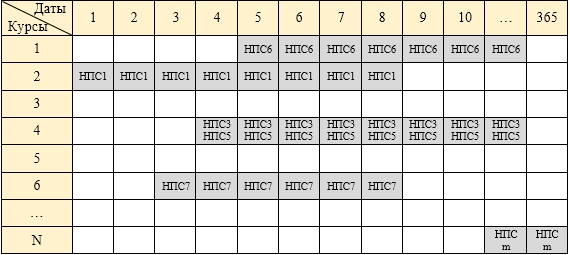 Даты
Курсы
1 2 3 4 5 6 7 8 9 10 ... 365
1 НПС6 НПС6 НПС6 НПС6 НПС6 НПС6 НПС6
2 НПС1 НПС1 НПС1 НПС1 НПС1 НПС1 НПС1 НПС1
3
4 НПС3 НПС3 НПС3 НПС3 НПС3 НПС3 НПС3 НПС3
НПС5 НПС5 НПС5 НПС5 НПС5 НПС5 НПС5 НПС5
5
6 НПС7 НПС7 НПС7 НПС7 НПС7 НПС7
...
N НПС НПС
m m